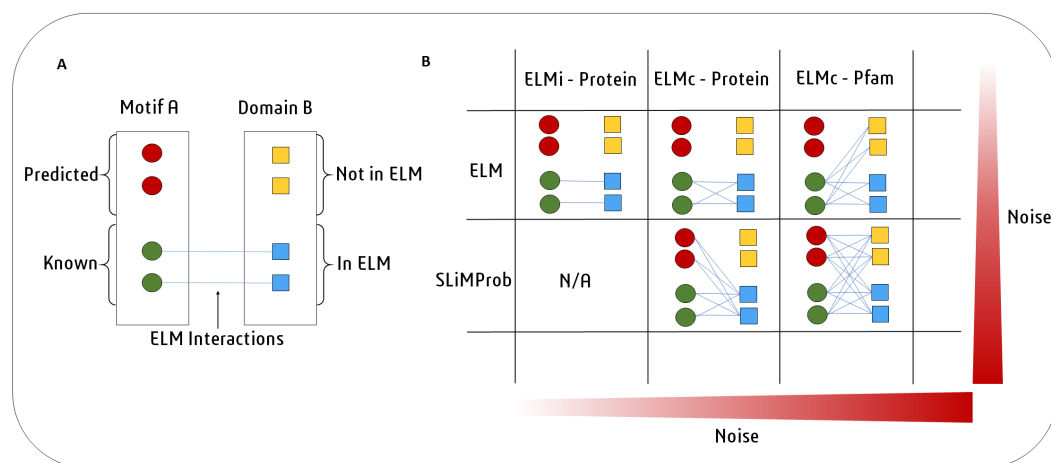 A
Motif A
Domain B
Predicted
Not in ELM
Known
In ELM
ELM Interactions
B
ELMi - Protein
ELMc - Protein
ELMc - Pfam
ELM
SLiMProb
N/A
Noise
Noise